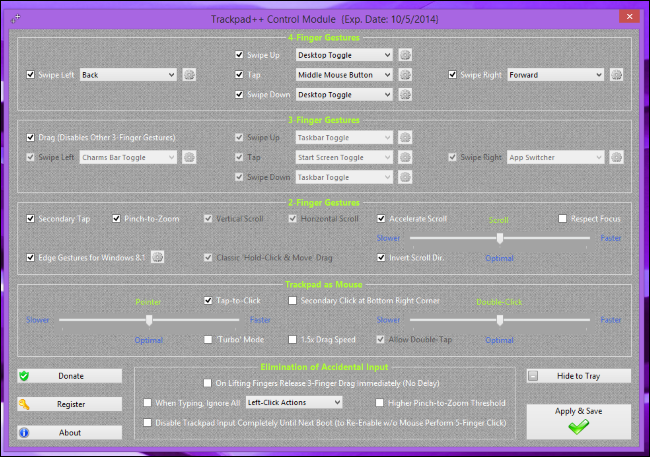 Trackpad++ Control Module (Exp. Date: 10/5/2014)
4-Finger Gestures
Swipe Up Desktop Toggle
Swipe Left Back Tap Middle Mouse Button Swipe Right Forward
Swipe Down Desktop Toggle
3-Finger Gestures
Drag (Disables Other 3-Finger Gestures) Swipe Up Taskbar Toggle
Swipe Left Charms Bar Toggle Tap Start Screen Toggle Swipe Right App Switcher
Swipe Down Taskbar Toggle
2-Finger Gestures
Secondary Tap Pinch-to-Zoom Vertical Scroll Horizontal Scroll Accelerate Scroll Scroll Respect Focus
Slower Faster
Edge Gestures for Windows 8.1 Classic 'Hold-Click & Move' Drag Invert Scroll Dir. Optimal
Trackpad as Mouse
Pointer Tap-to-Click Secondary Click at Bottom Right Corner Double-Click
Slower Faster Slower Faster
Optimal 'Turbo' Mode 1.5x Drag Speed Allow Double-Tap Optimal
Elimination of Accidental Input
Donate On Lifting Fingers Release 3-Finger Drag Immediately (No Delay) Hide to Tray
Register When Typing, Ignore All Left-Click Actions Higher Pinch-to-Zoom Threshold Apply & Save
About Disable Trackpad Input Completely Until Next Boot (to Re-Enable w/o Mouse Perform 5-Finger Click)